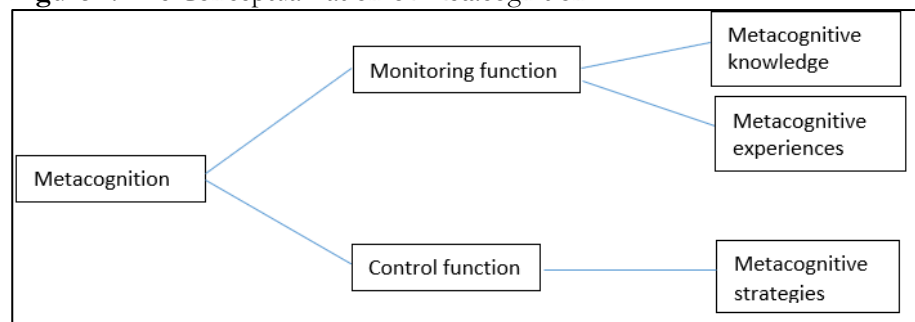 Metacognition
Monitoring function
Control function
Metacognitive
knowledge
Metacognitive
experiences
Metacognitive
strategies